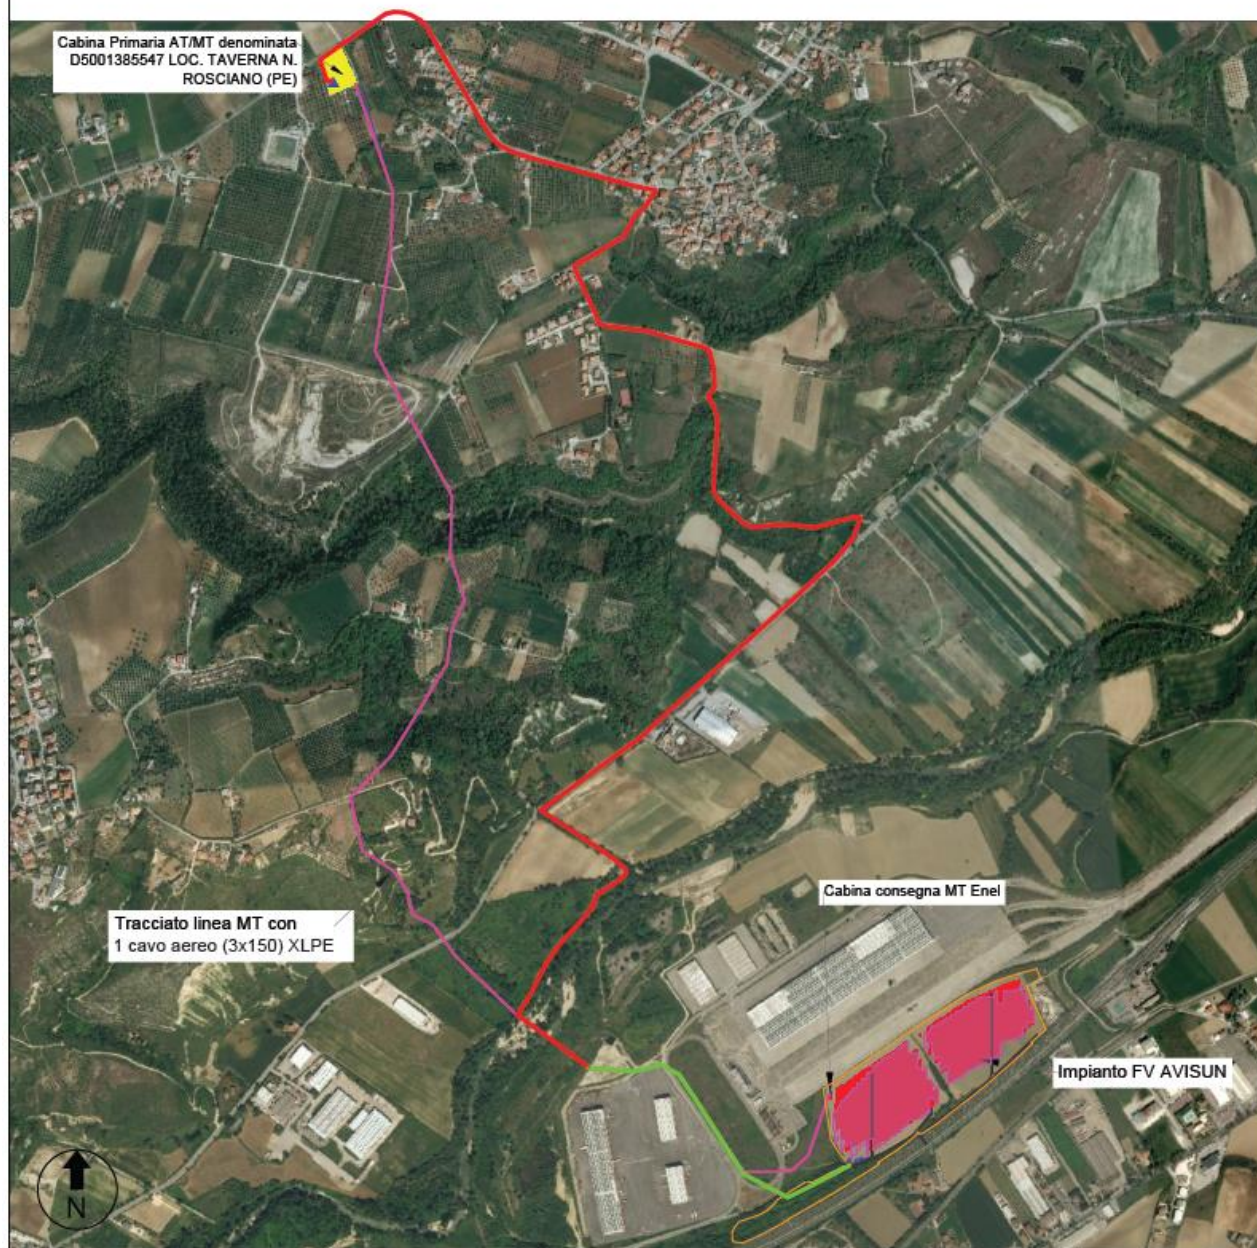 Cabina Primaria AT/MT denominata
D5001385547 LOC. TAVERNA N.
ROSCIANO (PE)
Cabina consegna MT Enel
Tracciato linea MT con
1 cavo aereo (3x150) XLPE
Impianto FV AVISUN
N